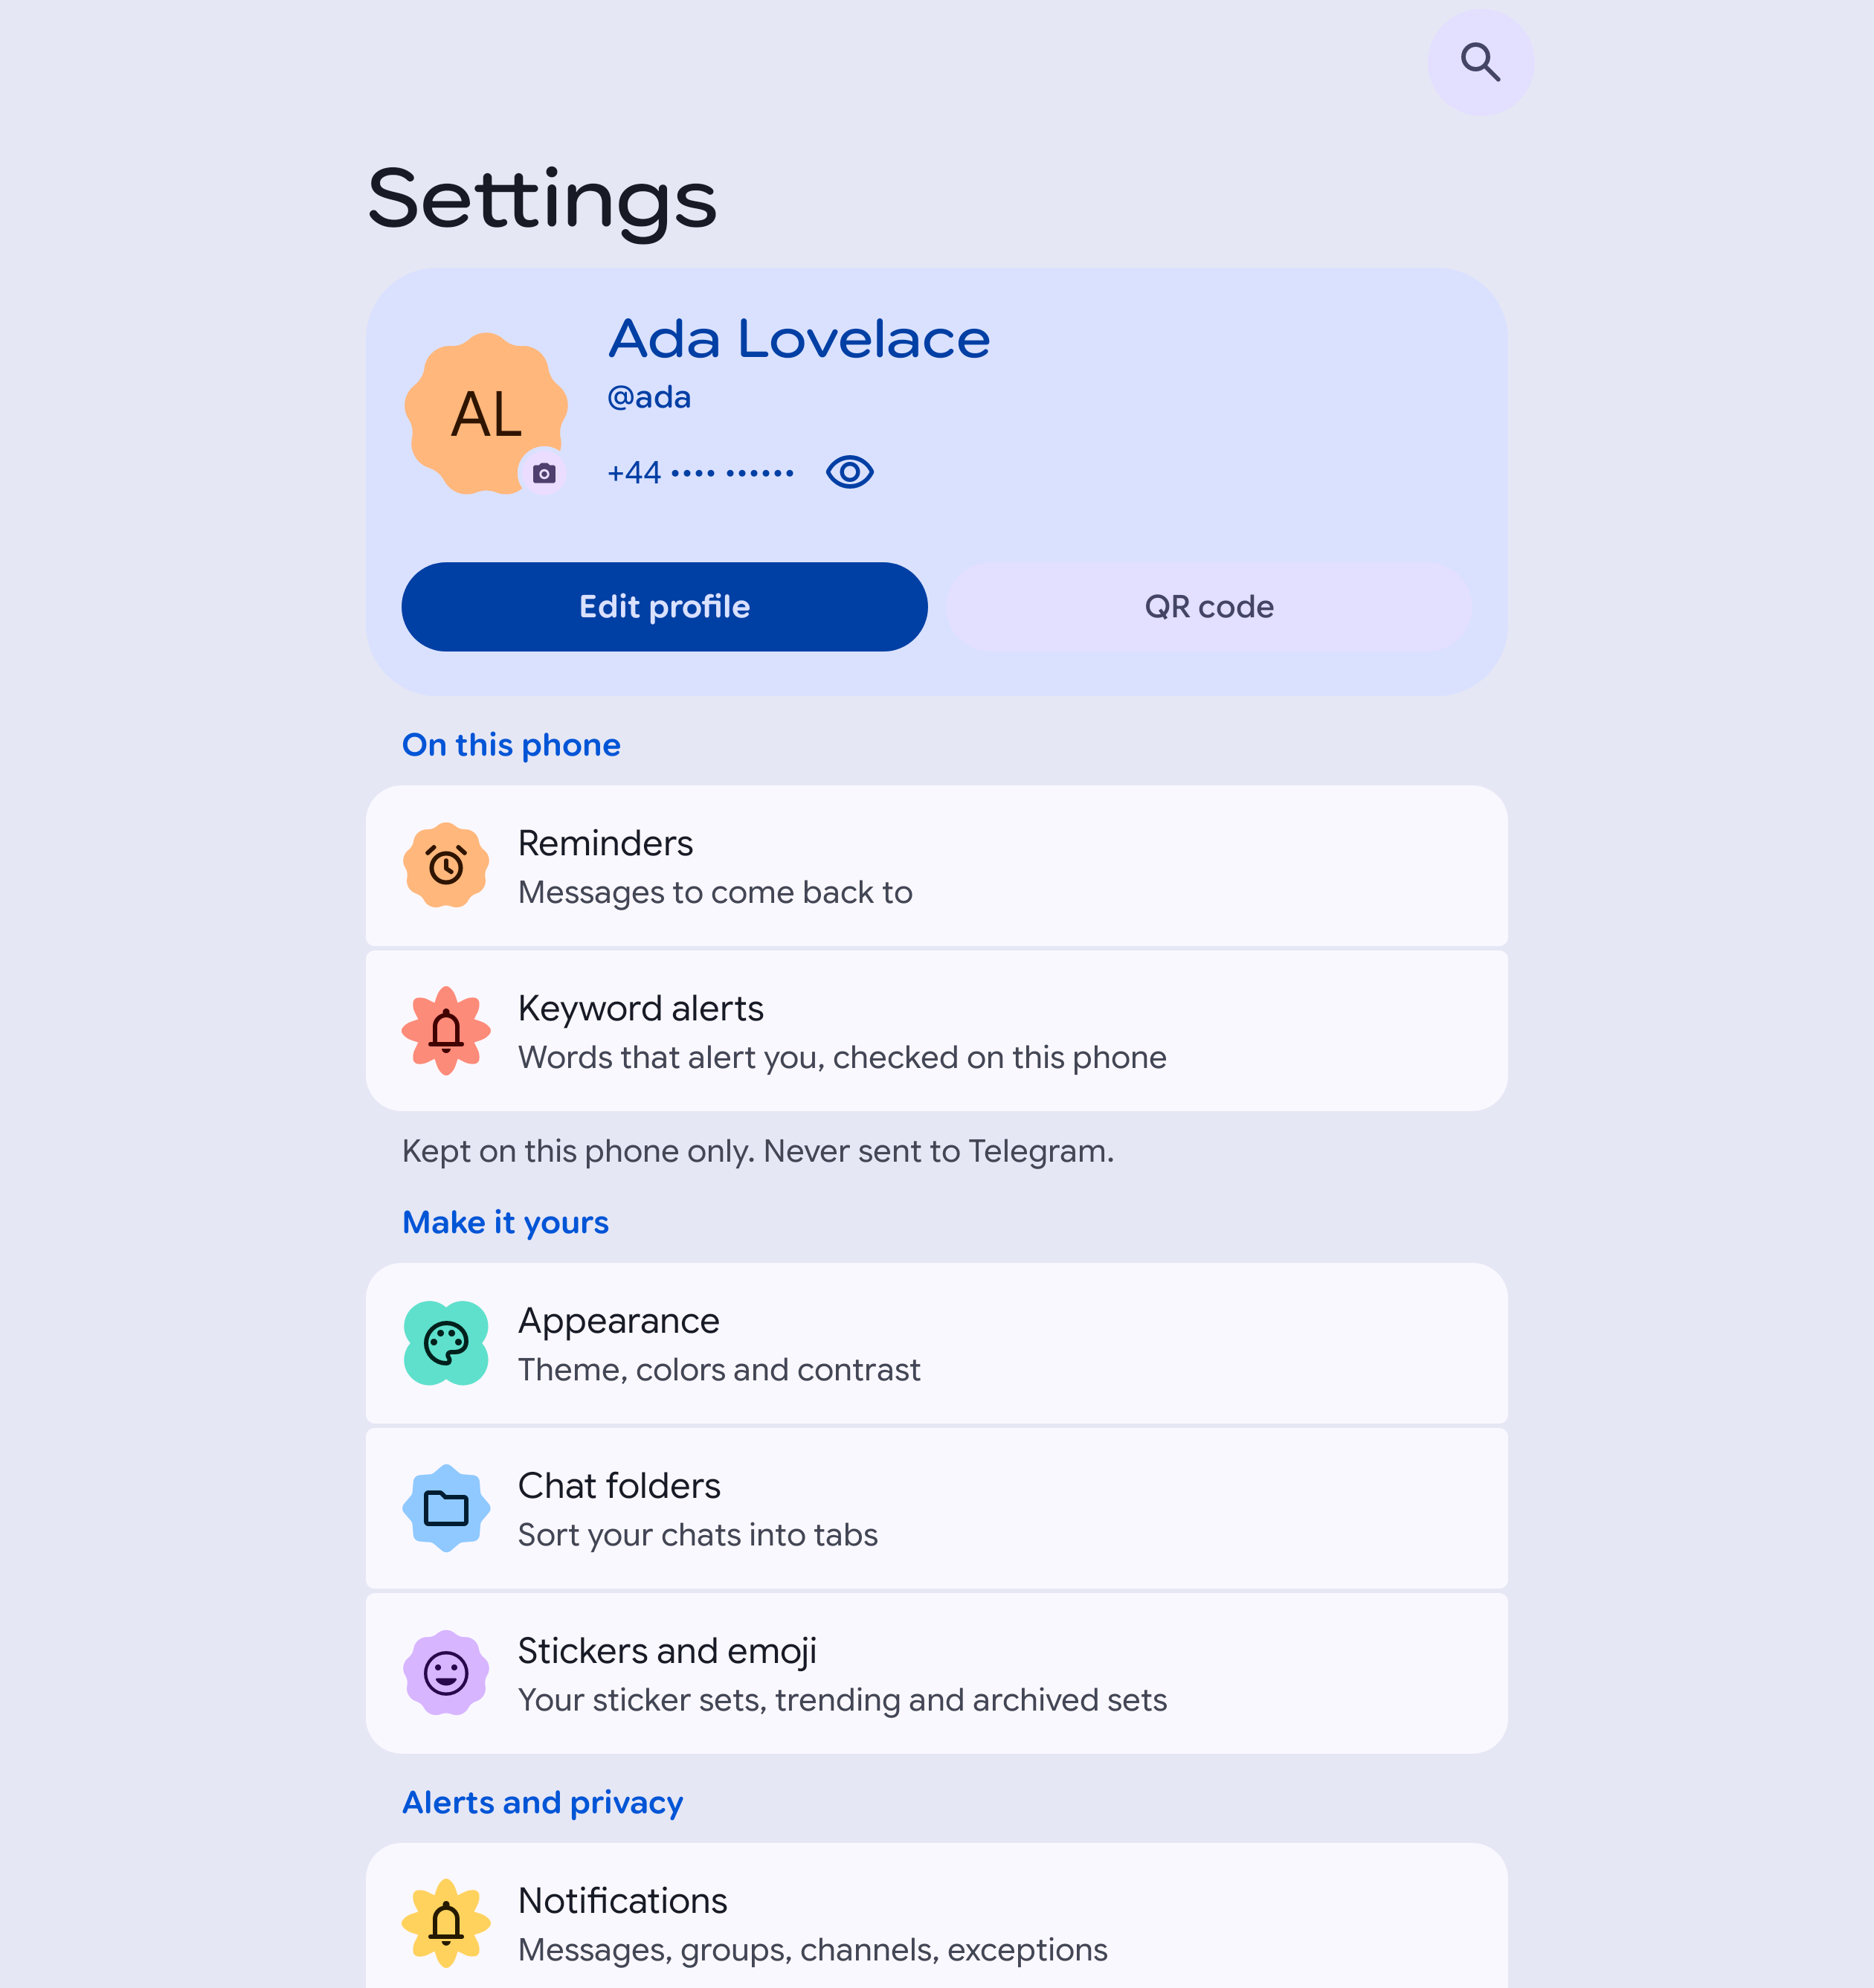 Settings
Ada Lovelace
@ada
AL
+44 •••• ••••••
Edit profile
QR code
On this phone
Reminders
Messages to come back to
Keyword alerts
Words that alert you, checked on this phone
Kept on this phone only. Never sent to Telegram.
Make it yours
Appearance
Theme, colors and contrast
Chat folders
Sort your chats into tabs
Stickers and emoji
Your sticker sets, trending and archived sets
Alerts and privacy
Notifications
Messages, groups, channels, exceptions